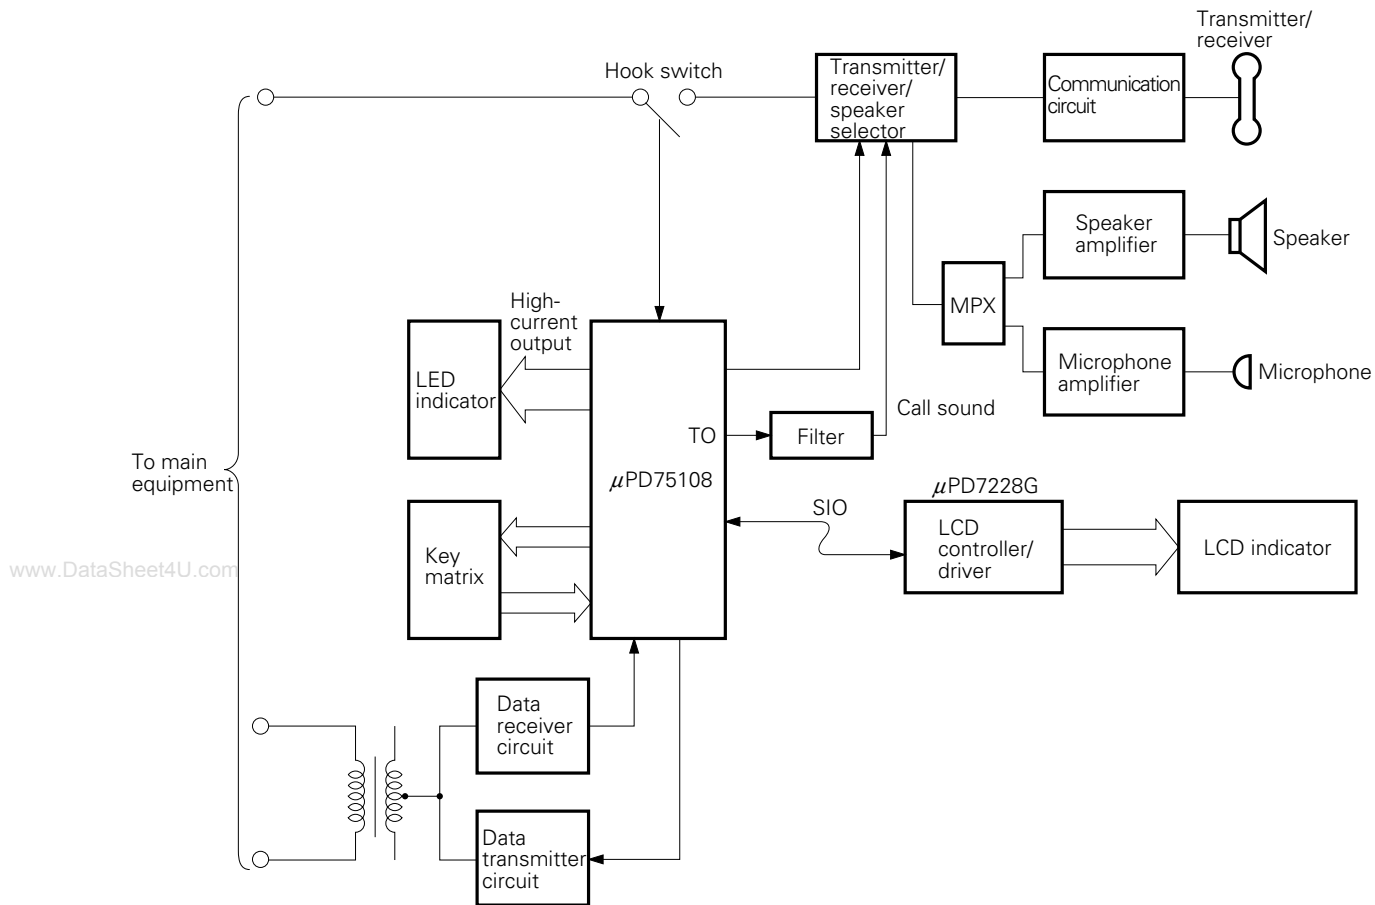 Transmitter/
receiver
Hook switch
Transmitter/
receiver/
speaker
selector
Communication
circuit
Speaker
amplifier
Speaker
MPX
Microphone
amplifier
Microphone
High-
current
output
LED
indicator
Call sound
TO
Filter
To main
equipment
μPD75108
μPD7228G
SIO
LCD
controller/
driver
LCD indicator
Key
matrix
www.DataSheet4U.com
Data
receiver
circuit
Data
transmitter
circuit